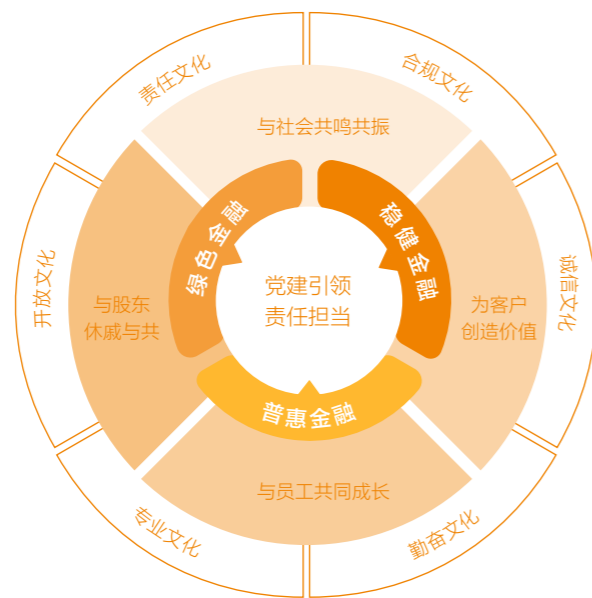 责任文化
合规文化
与社会共鸣共振
绿色金融
稳健金融
开放文化
与股东
休戚与共
党建引领
责任担当
为客户
创造价值
诚信文化
普惠金融
与员工共同成长
专业文化
勤奋文化